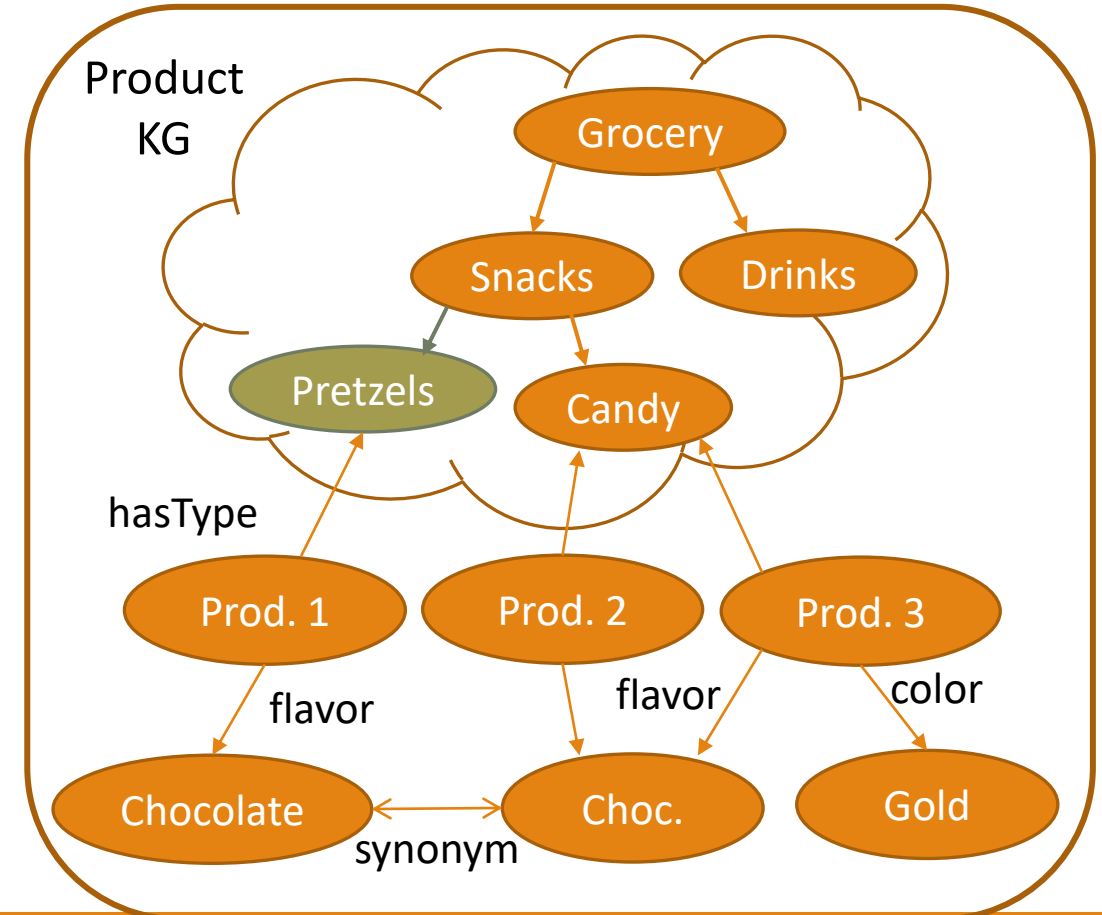 Product
KG
Grocery
Snacks
Drinks
Pretzels
Candy
hasType
Prod. 1
Prod. 2
Prod. 3
flavor
flavor
color
Chocolate
synonym
Choc.
Gold